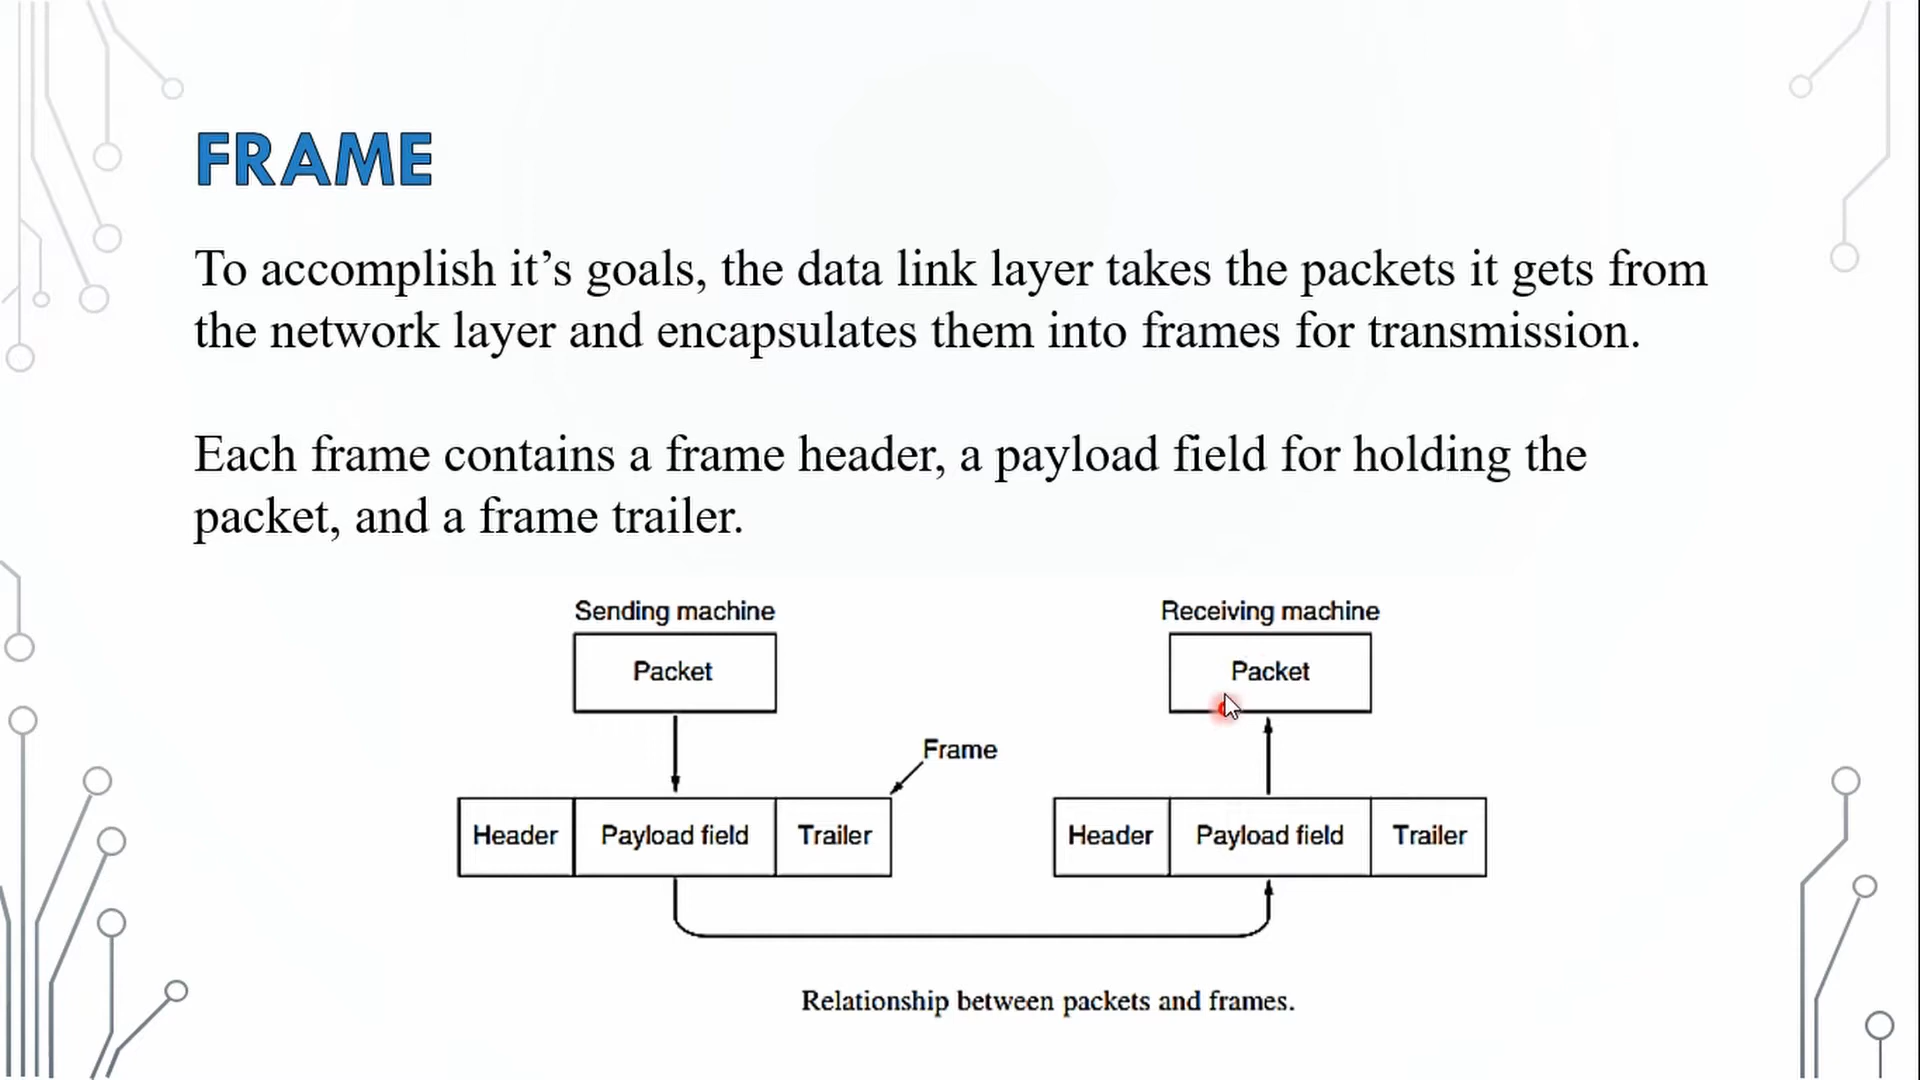 FRAME
To accomplish it’s goals, the data link layer takes the packets it gets from
the network layer and encapsulates them into frames for transmission.
Each frame contains a frame header, a payload field for holding the
packet, and a frame trailer.
Sending machine
Receiving machine
Packet
Packet
Frame
Header
Payload field
Trailer
Header
Payload field
Trailer
Relationship between packets and frames.